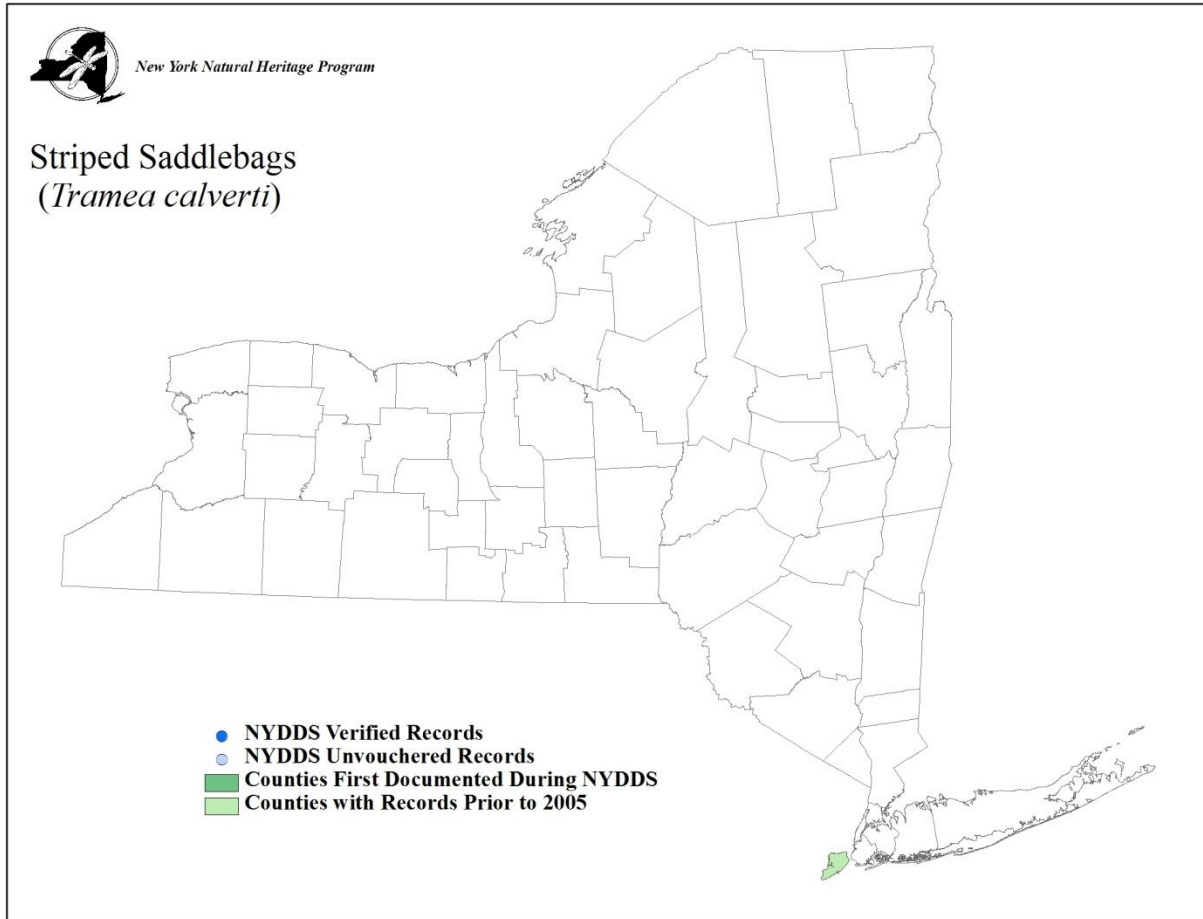 New York Natural Heritage Program
Striped Saddlebags
(Tramea calverti)
NYDDS Verified Records
NYDDS Unvouchered Records
Counties First Documented During NYDDS
Counties with Records Prior to 2005